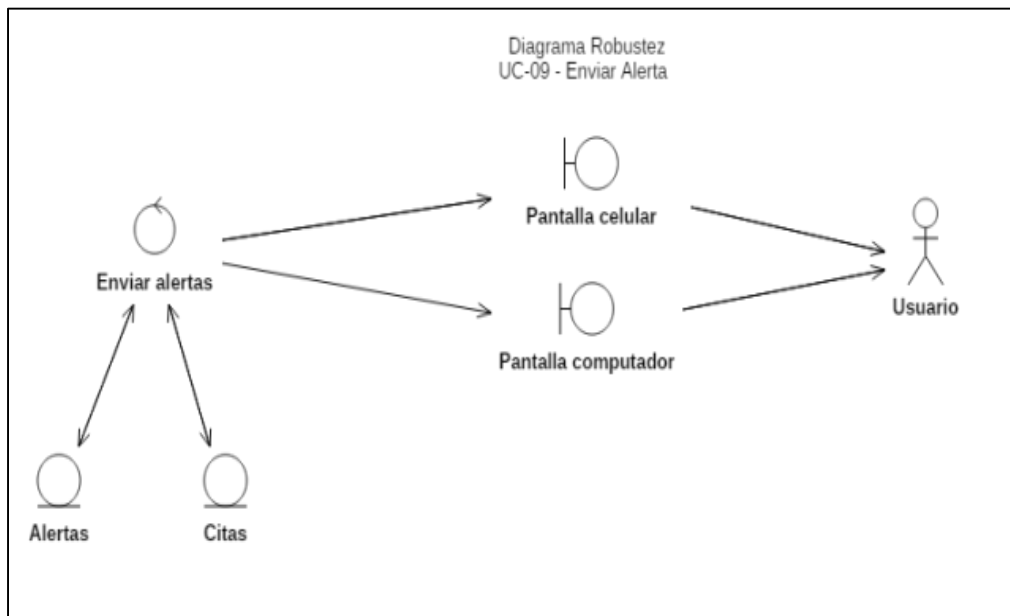 Diagrama Robustez
UC-09 - Enviar Alerta
Pantalla celular
Enviar alertas
Usuario
Pantalla computador
Alertas
Citas